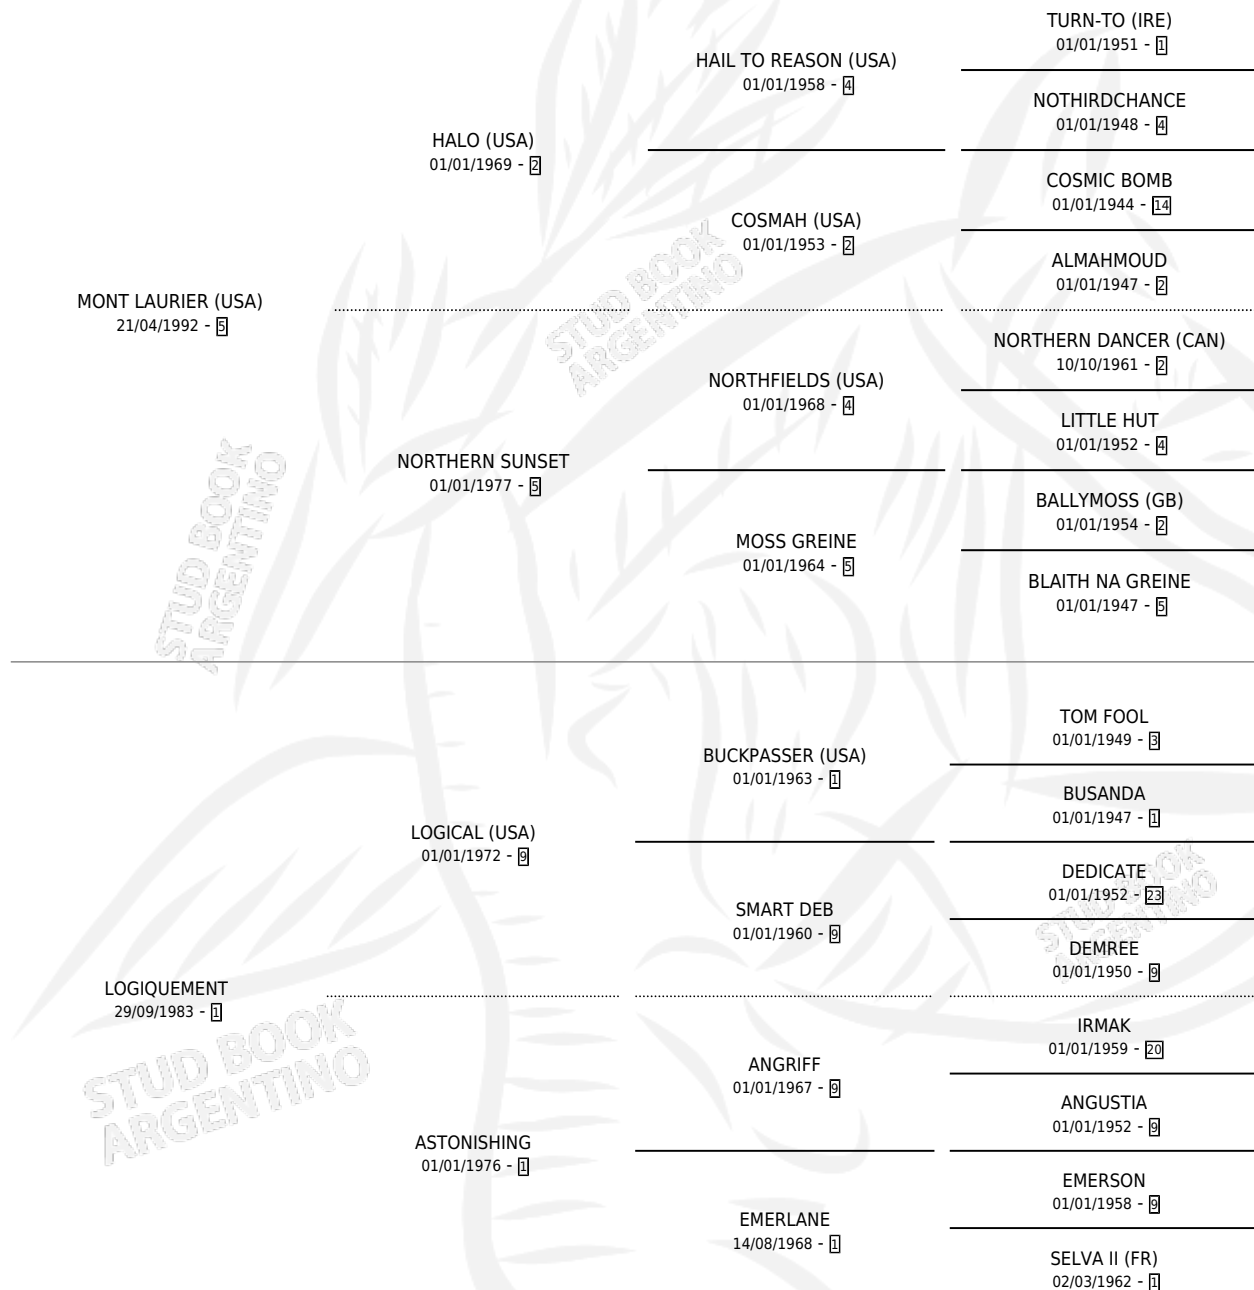 TURN-TO (IRE)
01/01/1951 - 1
HAIL TO REASON (USA)
01/01/1958 - 4
NOTHIRDCHANCE
01/01/1948 - 4
HALO (USA)
01/01/1969 - 2
COSMIC BOMB
01/01/1944 - 14
COSMAH (USA)
01/01/1953 - 2
ALMAHMOUD
01/01/1947 - 2
MONT LAURIER (USA)
21/04/1992 - 5
NORTHERN DANCER (CAN)
10/10/1961 - 2
NORTHFIELDS (USA)
01/01/1968 - 4
LITTLE HUT
01/01/1952 - 4
NORTHERN SUNSET
01/01/1977 - 5
BALLYMOSS (GB)
01/01/1954 - 2
MOSS GREINE
01/01/1964 - 5
BLAITH NA GREINE
01/01/1947 - 5
TOM FOOL
01/01/1949 - 3
BUCKPASSER (USA)
01/01/1963 - 1
BUSANDA
01/01/1947 - 1
LOGICAL (USA)
01/01/1972 - 9
DEDICATE
01/01/1952 - 23
SMART DEB
01/01/1960 - 9
DEMREE
01/01/1950 - 9
LOGIQUEMENT
29/09/1983 - 1
IRMAK
01/01/1959 - 20
ANGRIFF
01/01/1967 - 9
ANGUSTIA
01/01/1952 - 9
ASTONISHING
01/01/1976 - 1
EMERSON
01/01/1958 - 9
EMERLANE
14/08/1968 - 1
SELVA II (FR)
02/03/1962 - 1
STUD BOOK
ARGENTINO
STUD BOOK
ARGENTINO
STUD BOOK
ARGENTINO
STUD BOOK
ARGENTINO